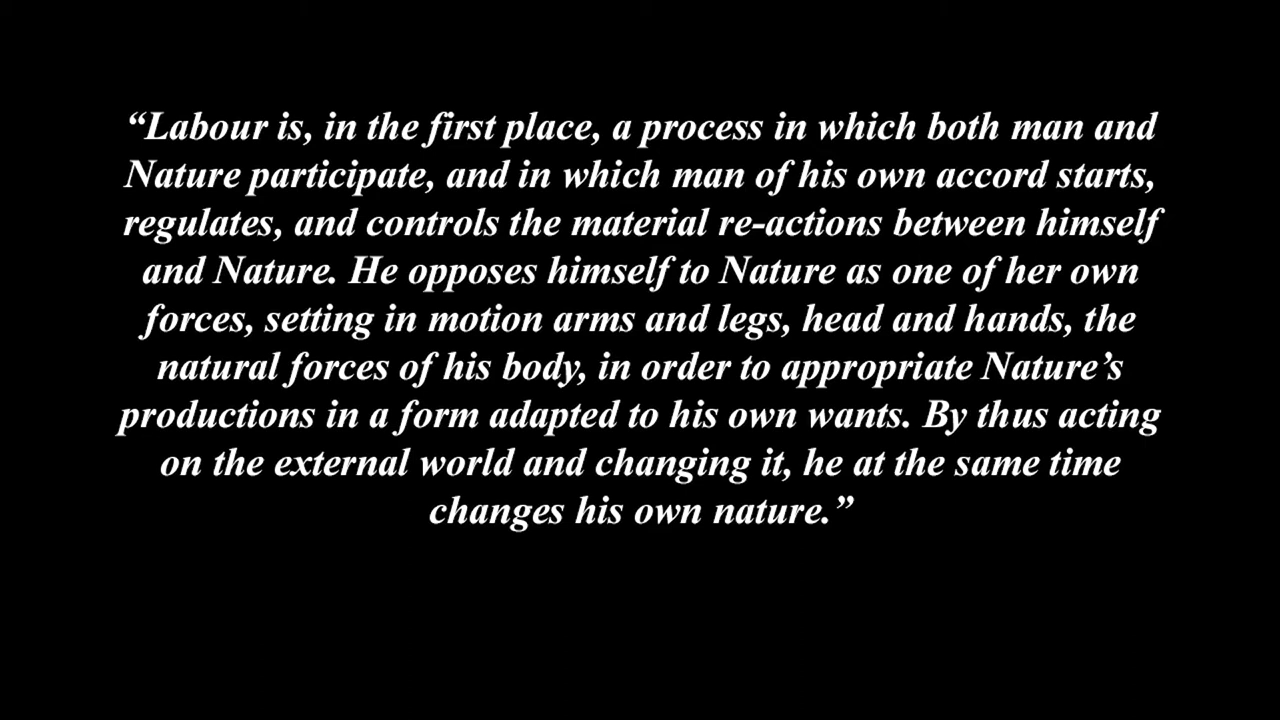 “Labour is, in the first place, a process in which both man and
Nature participate, and in which man of his own accord starts,
regulates, and controls the material re-actions between himself
and Nature. He opposes himself to Nature as one of her own
forces, setting in motion arms and legs, head and hands, the
natural forces of his body, in order to appropriate Nature’s
productions in a form adapted to his own wants. By thus acting
on the external world and changing it, he at the same time
changes his own nature.”